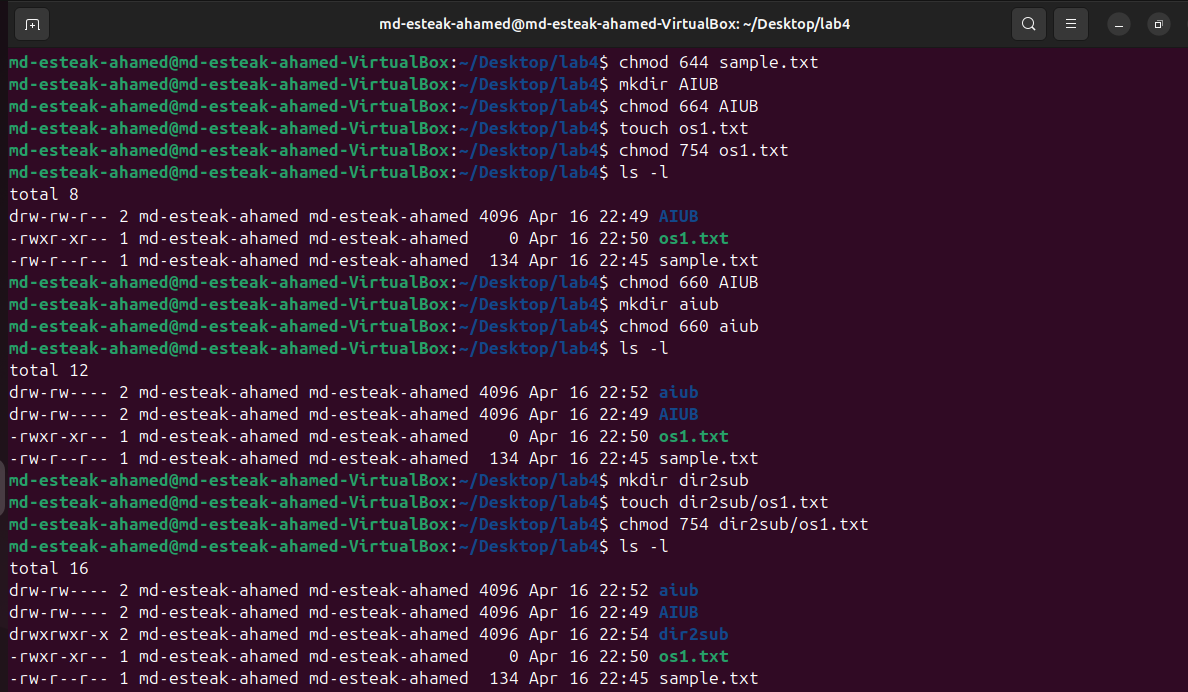 md-esteak-ahamed@md-esteak-ahamed-VirtualBox: ~/Desktop/lab4
md-esteak-ahamed@md-esteak-ahamed-VirtualBox:~/Desktop/lab4$ chmod 644 sample.txt
md-esteak-ahamed@md-esteak-ahamed-VirtualBox:~/Desktop/lab4$ mkdir AIUB
md-esteak-ahamed@md-esteak-ahamed-VirtualBox:~/Desktop/lab4$ chmod 664 AIUB
md-esteak-ahamed@md-esteak-ahamed-VirtualBox:~/Desktop/lab4$ touch os1.txt
md-esteak-ahamed@md-esteak-ahamed-VirtualBox:~/Desktop/lab4$ chmod 754 os1.txt
md-esteak-ahamed@md-esteak-ahamed-VirtualBox:~/Desktop/lab4$ ls -l
total 8
drw-rw-r-- 2 md-esteak-ahamed md-esteak-ahamed 4096 Apr 16 22:49 AIUB
-rwxr-xr-- 1 md-esteak-ahamed md-esteak-ahamed    0 Apr 16 22:50 os1.txt
-rw-r--r-- 1 md-esteak-ahamed md-esteak-ahamed  134 Apr 16 22:45 sample.txt
md-esteak-ahamed@md-esteak-ahamed-VirtualBox:~/Desktop/lab4$ chmod 660 AIUB
md-esteak-ahamed@md-esteak-ahamed-VirtualBox:~/Desktop/lab4$ mkdir aiub
md-esteak-ahamed@md-esteak-ahamed-VirtualBox:~/Desktop/lab4$ chmod 660 aiub
md-esteak-ahamed@md-esteak-ahamed-VirtualBox:~/Desktop/lab4$ ls -l
total 12
drw-rw---- 2 md-esteak-ahamed md-esteak-ahamed 4096 Apr 16 22:52 aiub
drw-rw---- 2 md-esteak-ahamed md-esteak-ahamed 4096 Apr 16 22:49 AIUB
-rwxr-xr-- 1 md-esteak-ahamed md-esteak-ahamed    0 Apr 16 22:50 os1.txt
-rw-r--r-- 1 md-esteak-ahamed md-esteak-ahamed  134 Apr 16 22:45 sample.txt
md-esteak-ahamed@md-esteak-ahamed-VirtualBox:~/Desktop/lab4$ mkdir dir2sub
md-esteak-ahamed@md-esteak-ahamed-VirtualBox:~/Desktop/lab4$ touch dir2sub/os1.txt
md-esteak-ahamed@md-esteak-ahamed-VirtualBox:~/Desktop/lab4$ chmod 754 dir2sub/os1.txt
md-esteak-ahamed@md-esteak-ahamed-VirtualBox:~/Desktop/lab4$ ls -l
total 16
drw-rw---- 2 md-esteak-ahamed md-esteak-ahamed 4096 Apr 16 22:52 aiub
drw-rw---- 2 md-esteak-ahamed md-esteak-ahamed 4096 Apr 16 22:49 AIUB
drwxrwxr-x 2 md-esteak-ahamed md-esteak-ahamed 4096 Apr 16 22:54 dir2sub
-rwxr-xr-- 1 md-esteak-ahamed md-esteak-ahamed    0 Apr 16 22:50 os1.txt
-rw-r--r-- 1 md-esteak-ahamed md-esteak-ahamed  134 Apr 16 22:45 sample.txt